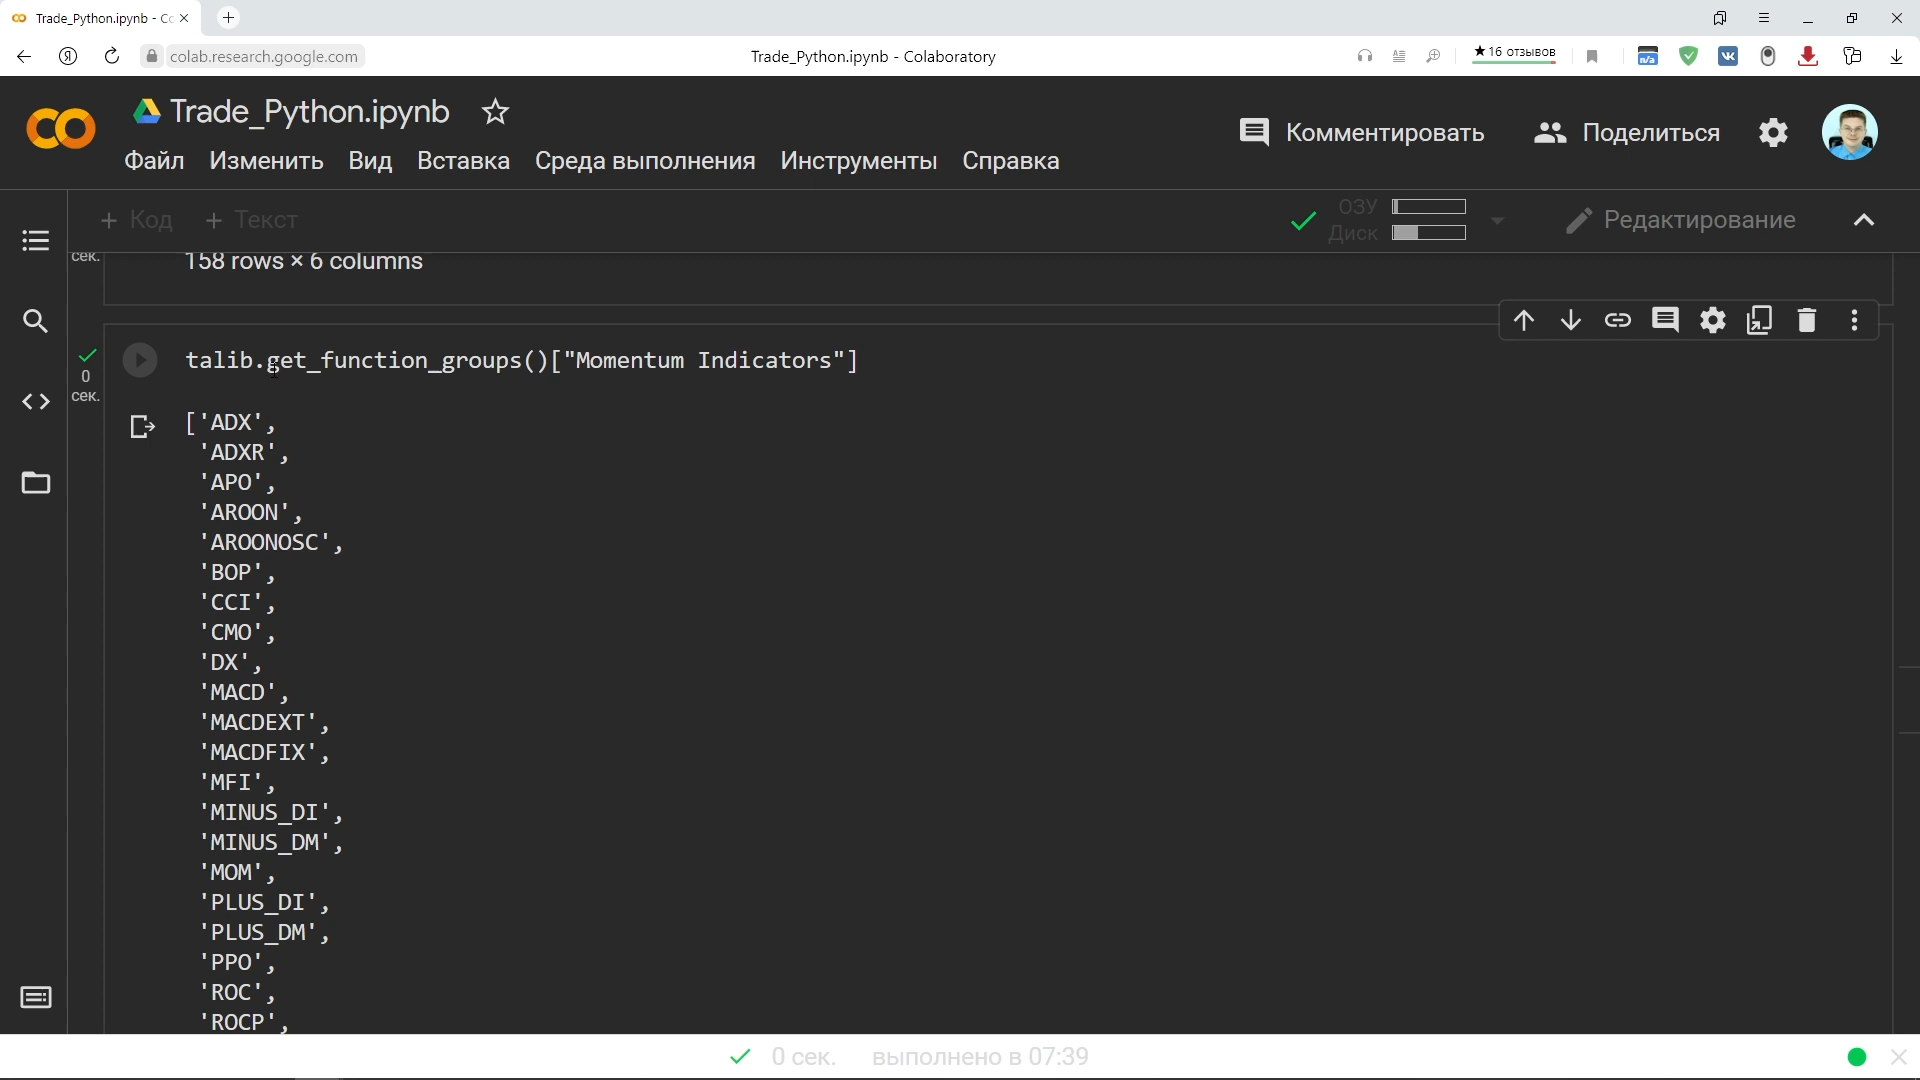 Trade_Python.ipynb - Co
colab.research.google.com
Trade_Python.ipynb - Colaboratory
★16 отзывов
n/a
Trade_Python.ipynb
Комментировать
Поделиться
Файл Изменить Вид Вставка Среда выполнения Инструменты Справка
+ Код + Текст
ОЗУ
Диск
Редактирование
сек.
158 rows × 6 columns
talib.get_function_groups()["Momentum Indicators"]
0
сек.
['ADX',
'ADXR',
'APO',
'AROON',
'AROONOSC',
'BOP',
'CCI',
'CMO',
'DX',
'MACD',
'MACDEXT',
'MACDFIX',
'MFI',
'MINUS_DI',
'MINUS_DM',
'MOM',
'PLUS_DI',
'PLUS_DM',
'PPO',
'ROC',
'ROCP',
0 сек. выполнено в 07:39